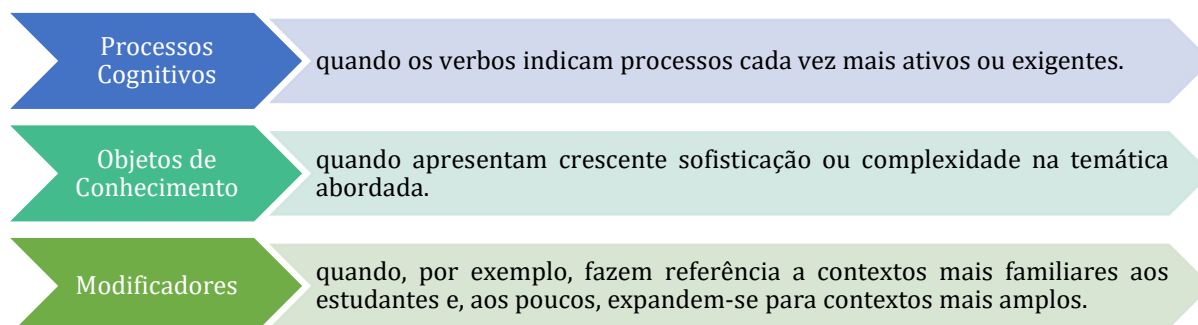 Processos
Cognitivos
quando os verbos indicam processos cada vez mais ativos ou exigentes.
Objetos de
Conhecimento
quando apresentam crescente sofisticação ou complexidade na temática
abordada.
Modificadores
quando, por exemplo, fazem referência a contextos mais familiares aos
estudantes e, aos poucos, expandem-se para contextos mais amplos.